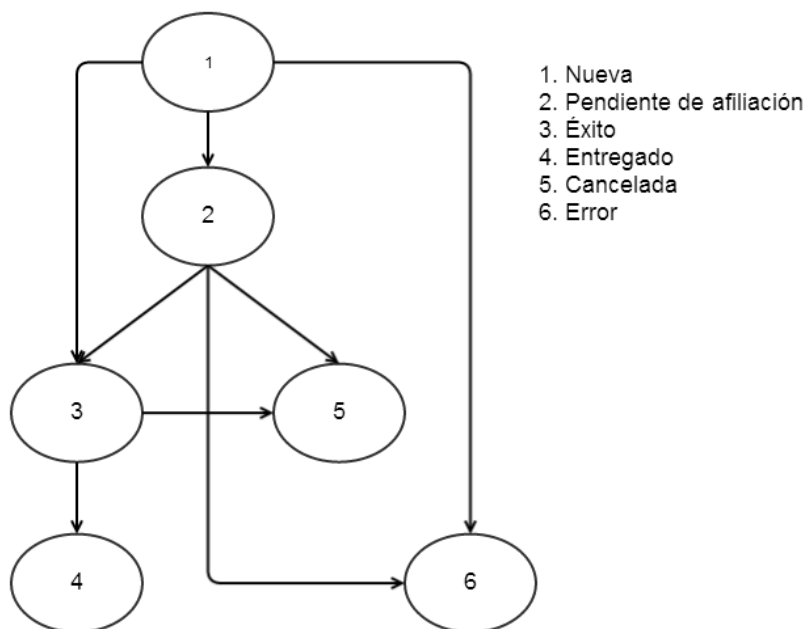 1
2
3
5
4
6
1. Nueva
2. Pendiente de afiliación
3. Éxito
4. Entregado
5. Cancelada
6. Error